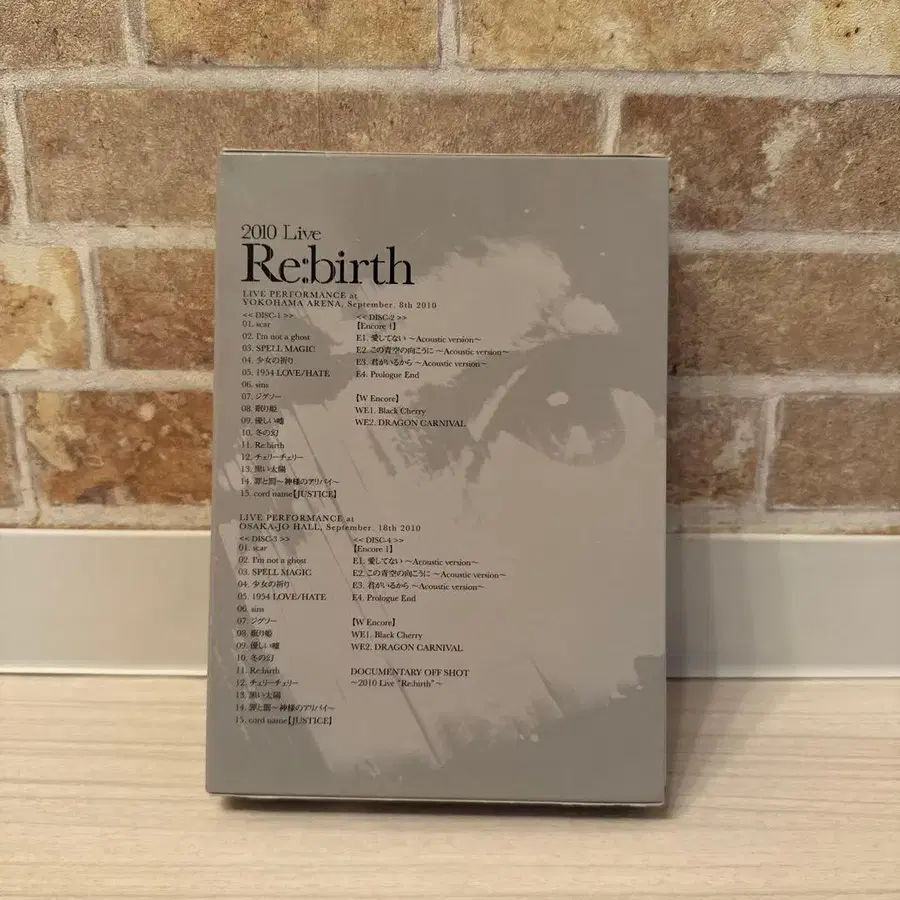 2010 Live
Re:birth
LIVE PERFORMANCE at
YOKOHAMA ARENA, September. 8th 2010
<< DISC-1 >>
01. scar
02. I'm not a ghost
03. SPELL MAGIC
04. 少女の祈り
05. 1954 LOVE/HATE
06. sins
07. ジグソー
08. 眠り姫
09. 優しい嘘
10. 冬の幻
11. Re:birth
12. チェリーチェリー
13. 黒い太陽
14. 罪と罰〜神様のアリバイ〜
15. cord name【JUSTICE】
<< DISC-2 >>
【Encore 1】
E1. 愛してない 〜Acoustic version〜
E2. この青空の向こうに 〜Acoustic version〜
E3. 君がいるから 〜Acoustic version〜
E4. Prologue End
【W Encore】
WE1. Black Cherry
WE2. DRAGON CARNIVAL
LIVE PERFORMANCE at
OSAKA-JO HALL, September. 18th 2010
<< DISC-3 >>
01. scar
02. I'm not a ghost
03. SPELL MAGIC
04. 少女の祈り
05. 1954 LOVE/HATE
06. sins
07. ジグソー
08. 眠り姫
09. 優しい嘘
10. 冬の幻
11. Re:birth
12. チェリーチェリー
13. 黒い太陽
14. 罪と罰〜神様のアリバイ〜
15. cord name【JUSTICE】
<< DISC-4 >>
【Encore 1】
E1. 愛してない 〜Acoustic version〜
E2. この青空の向こうに 〜Acoustic version〜
E3. 君がいるから 〜Acoustic version〜
E4. Prologue End
【W Encore】
WE1. Black Cherry
WE2. DRAGON CARNIVAL
DOCUMENTARY OFF SHOT
〜2010 Live "Re:birth"〜